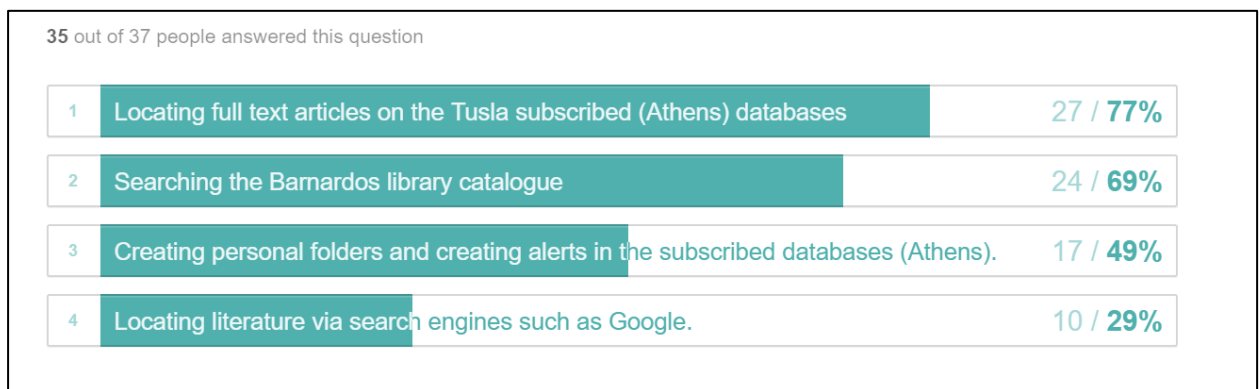 35 out of 37 people answered this question
1 Locating full text articles on the Tusla subscribed (Athens) databases 27 / 77%
2 Searching the Barnardos library catalogue 24 / 69%
3 Creating personal folders and creating alerts in the subscribed databases (Athens). 17 / 49%
4 Locating literature via search engines such as Google. 10 / 29%